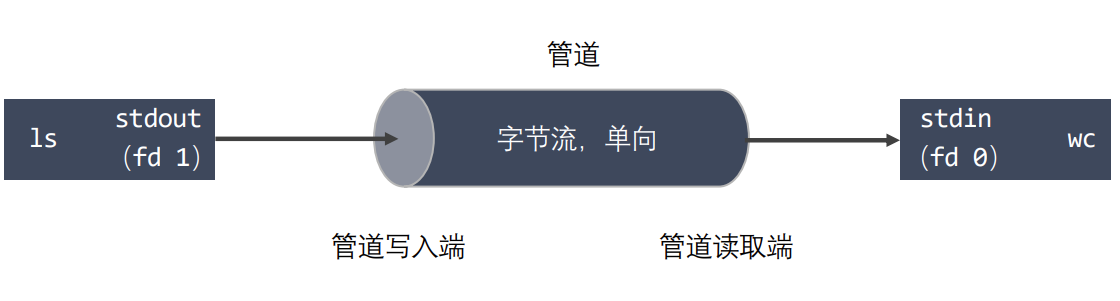 管道
ls
stdout
(fd 1)
字节流，单向
stdin
(fd 0)
wc
管道写入端
管道读取端